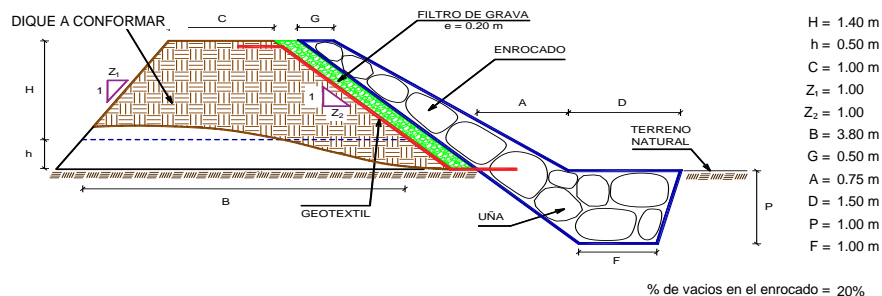 DIQUE A CONFORMAR
C
G
FILTRO DE GRAVA
e = 0.20 m
ENROCADO
H
Z₁
1
1
Z₂
A
D
TERRENO
NATURAL
h
B
GEOTEXTIL
UÑA
P
F
H = 1.40 m
h = 0.50 m
C = 1.00 m
Z₁ = 1.00
Z₂ = 1.00
B = 3.80 m
G = 0.50 m
A = 0.75 m
D = 1.50 m
P = 1.00 m
F = 1.00 m
% de vacios en el enrocado = 20%